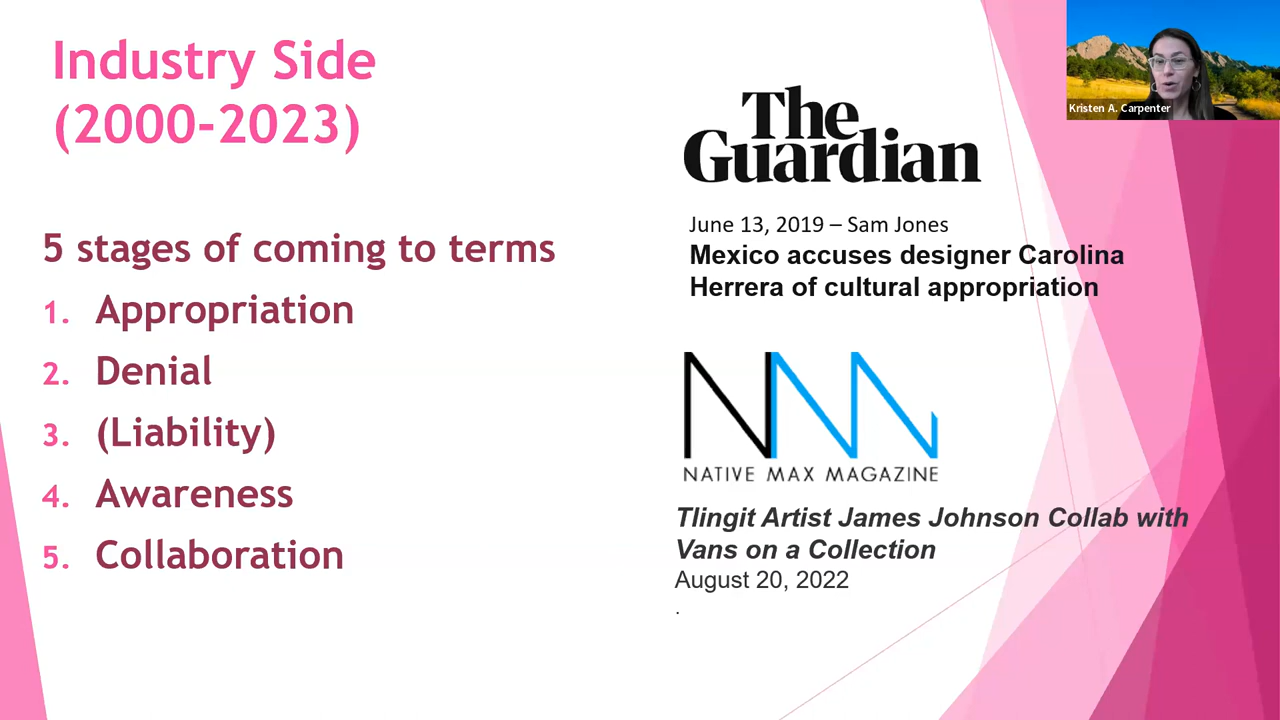 Industry Side
(2000-2023)
5 stages of coming to terms
1. Appropriation
2. Denial
3. (Liability)
4. Awareness
5. Collaboration
The
Guardian
June 13, 2019 – Sam Jones
Mexico accuses designer Carolina
Herrera of cultural appropriation
NATIVE MAX MAGAZINE
Tlingit Artist James Johnson Collab with
Vans on a Collection
August 20, 2022
.
Kristen A. Carpenter